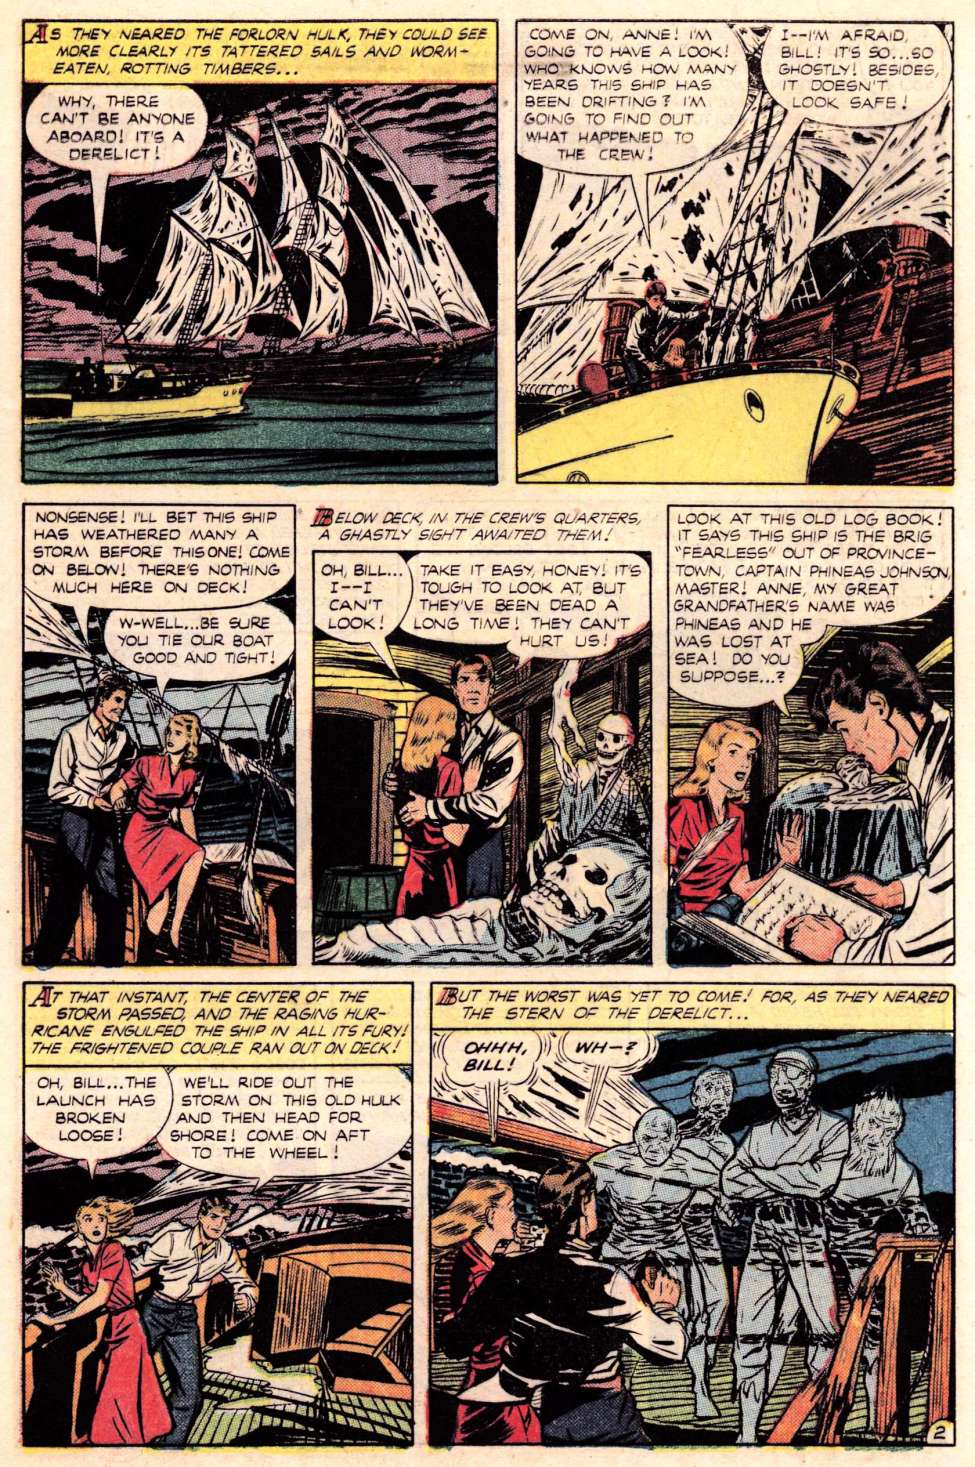 AS THEY NEARED THE FORLORN HULK, THEY COULD SEE
MORE CLEARLY ITS TATTERED SAILS AND WORM-
EATEN, ROTTING TIMBERS...
WHY, THERE
CAN'T BE ANYONE
ABOARD! IT'S A
DERELICT!
COME ON, ANNE! I'M
GOING TO HAVE A LOOK!
WHO KNOWS HOW MANY
YEARS THIS SHIP HAS
BEEN DRIFTING? I'M
GOING TO FIND OUT
WHAT HAPPENED TO
THE CREW!
I--I'M AFRAID,
BILL! IT'S SO...SO
GHOSTLY! BESIDES,
IT DOESN'T
LOOK SAFE!
NONSENSE! I'LL BET THIS SHIP
HAS WEATHERED MANY A
STORM BEFORE THIS ONE! COME
ON BELOW! THERE'S NOTHING
MUCH HERE ON DECK!
W-WELL...BE SURE
YOU TIE OUR BOAT
GOOD AND TIGHT!
BELOW DECK, IN THE CREW'S QUARTERS,
A GHASTLY SIGHT AWAITED THEM!
OH, BILL...
I--I
CAN'T
LOOK!
TAKE IT EASY, HONEY! IT'S
TOUGH TO LOOK AT, BUT
THEY'VE BEEN DEAD A
LONG TIME! THEY CAN'T
HURT US!
LOOK AT THIS OLD LOG BOOK!
IT SAYS THIS SHIP IS THE BRIG
"FEARLESS" OUT OF PROVINCE-
TOWN, CAPTAIN PHINEAS JOHNSON,
MASTER! ANNE, MY GREAT
GRANDFATHER'S NAME WAS
PHINEAS AND HE
WAS LOST AT
SEA! DO YOU
SUPPOSE...?
AT THAT INSTANT, THE CENTER OF THE
STORM PASSED, AND THE RAGING HUR-
RICANE ENGULFED THE SHIP IN ALL ITS FURY!
THE FRIGHTENED COUPLE RAN OUT ON DECK!
OH, BILL...THE
LAUNCH HAS
BROKEN
LOOSE!
WE'LL RIDE OUT THE
STORM ON THIS OLD HULK
AND THEN HEAD FOR
SHORE! COME ON AFT
TO THE WHEEL!
BUT THE WORST WAS YET TO COME! FOR, AS THEY NEARED
THE STERN OF THE DERELICT...
OHHH,
BILL!
WH--?
2